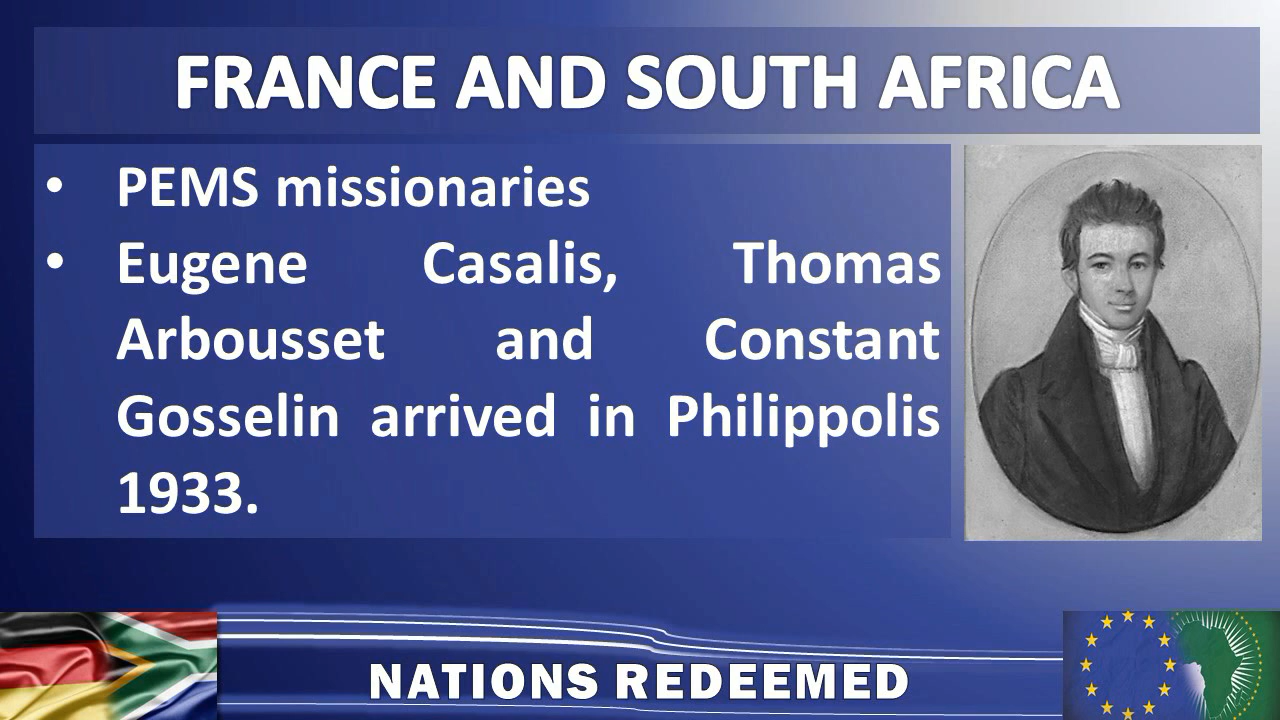 FRANCE AND SOUTH AFRICA
• PEMS missionaries
• Eugene Casalis, Thomas
Arbousset and Constant
Gosselin arrived in Philippolis
1933.
NATIONS REDEEMED